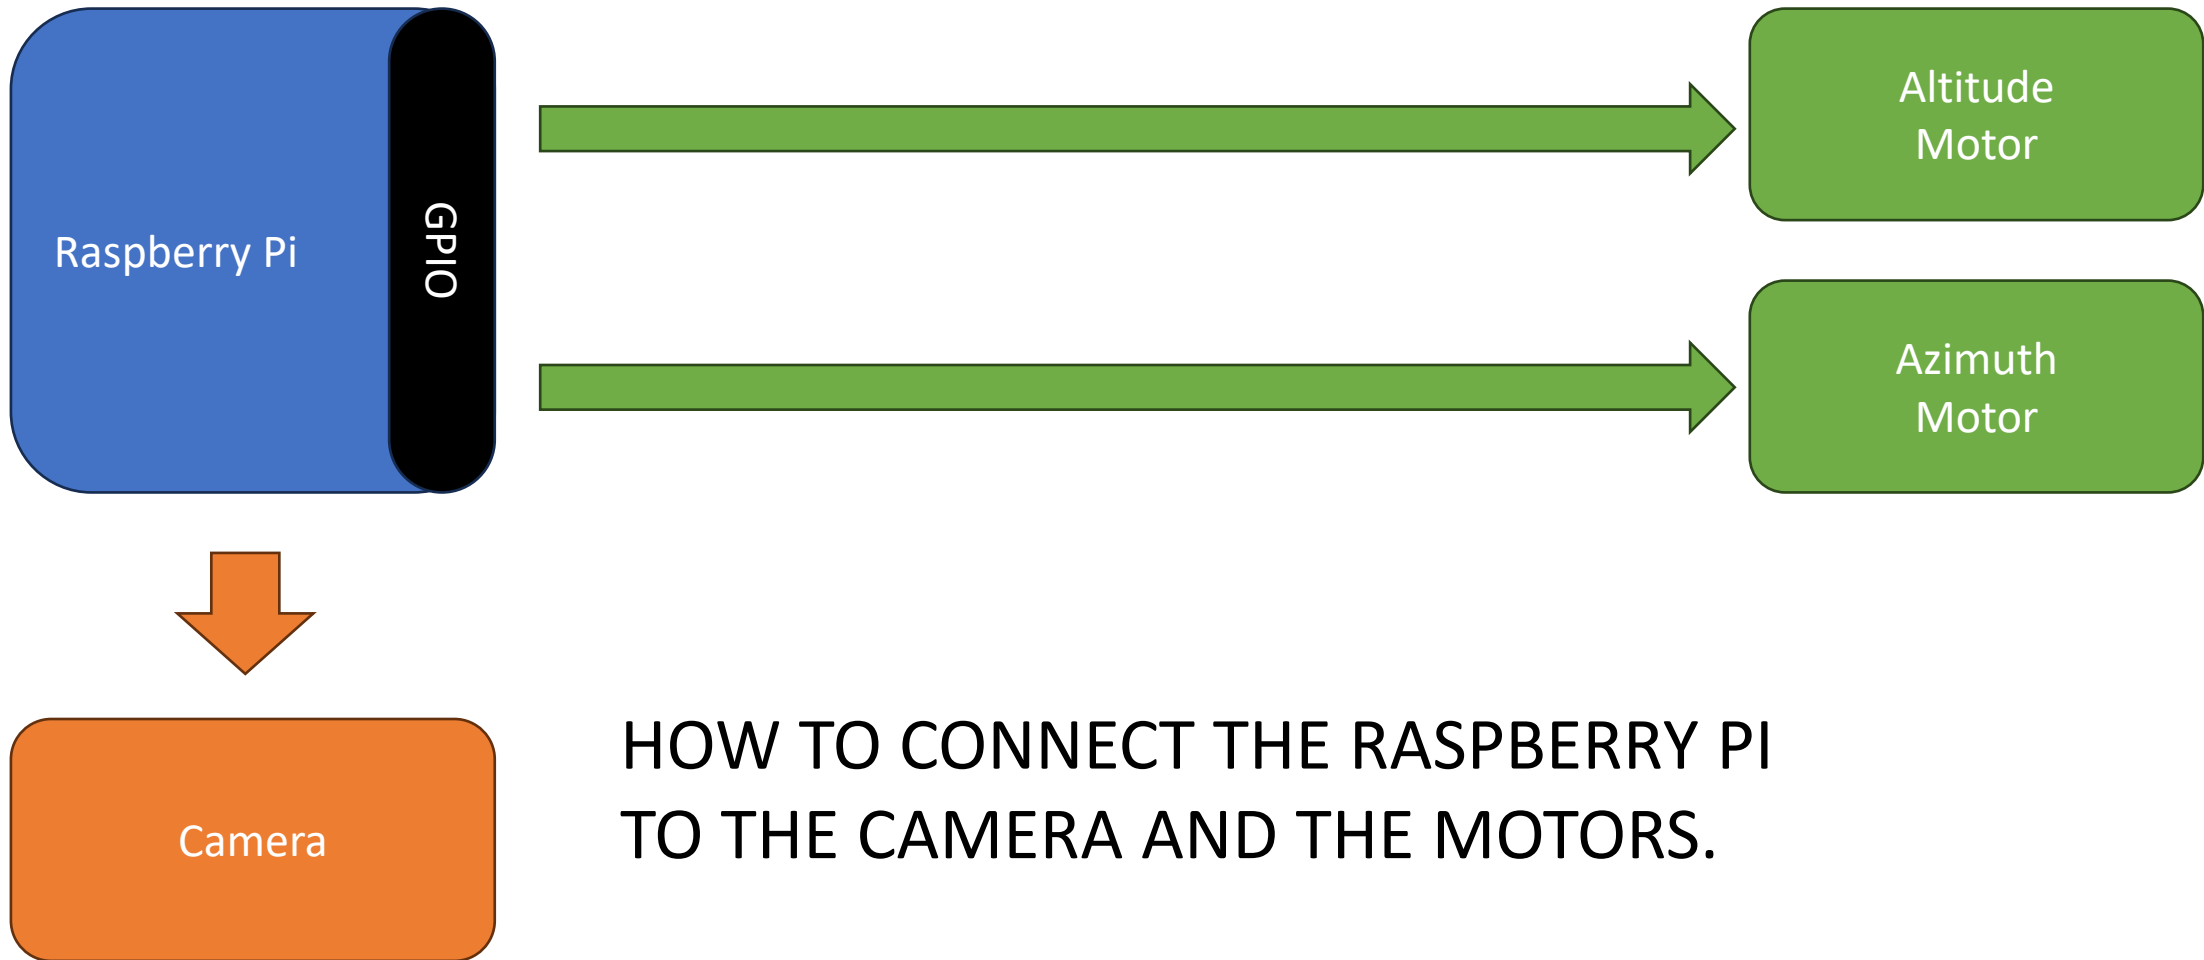 Raspberry Pi
GPIO
Altitude
Motor
Azimuth
Motor
Camera
HOW TO CONNECT THE RASPBERRY PI
TO THE CAMERA AND THE MOTORS.